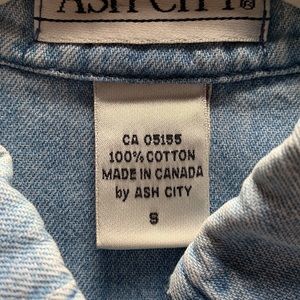 ASH CITY®
CA 05155
100% COTTON
MADE IN CANADA
by ASH CITY
S